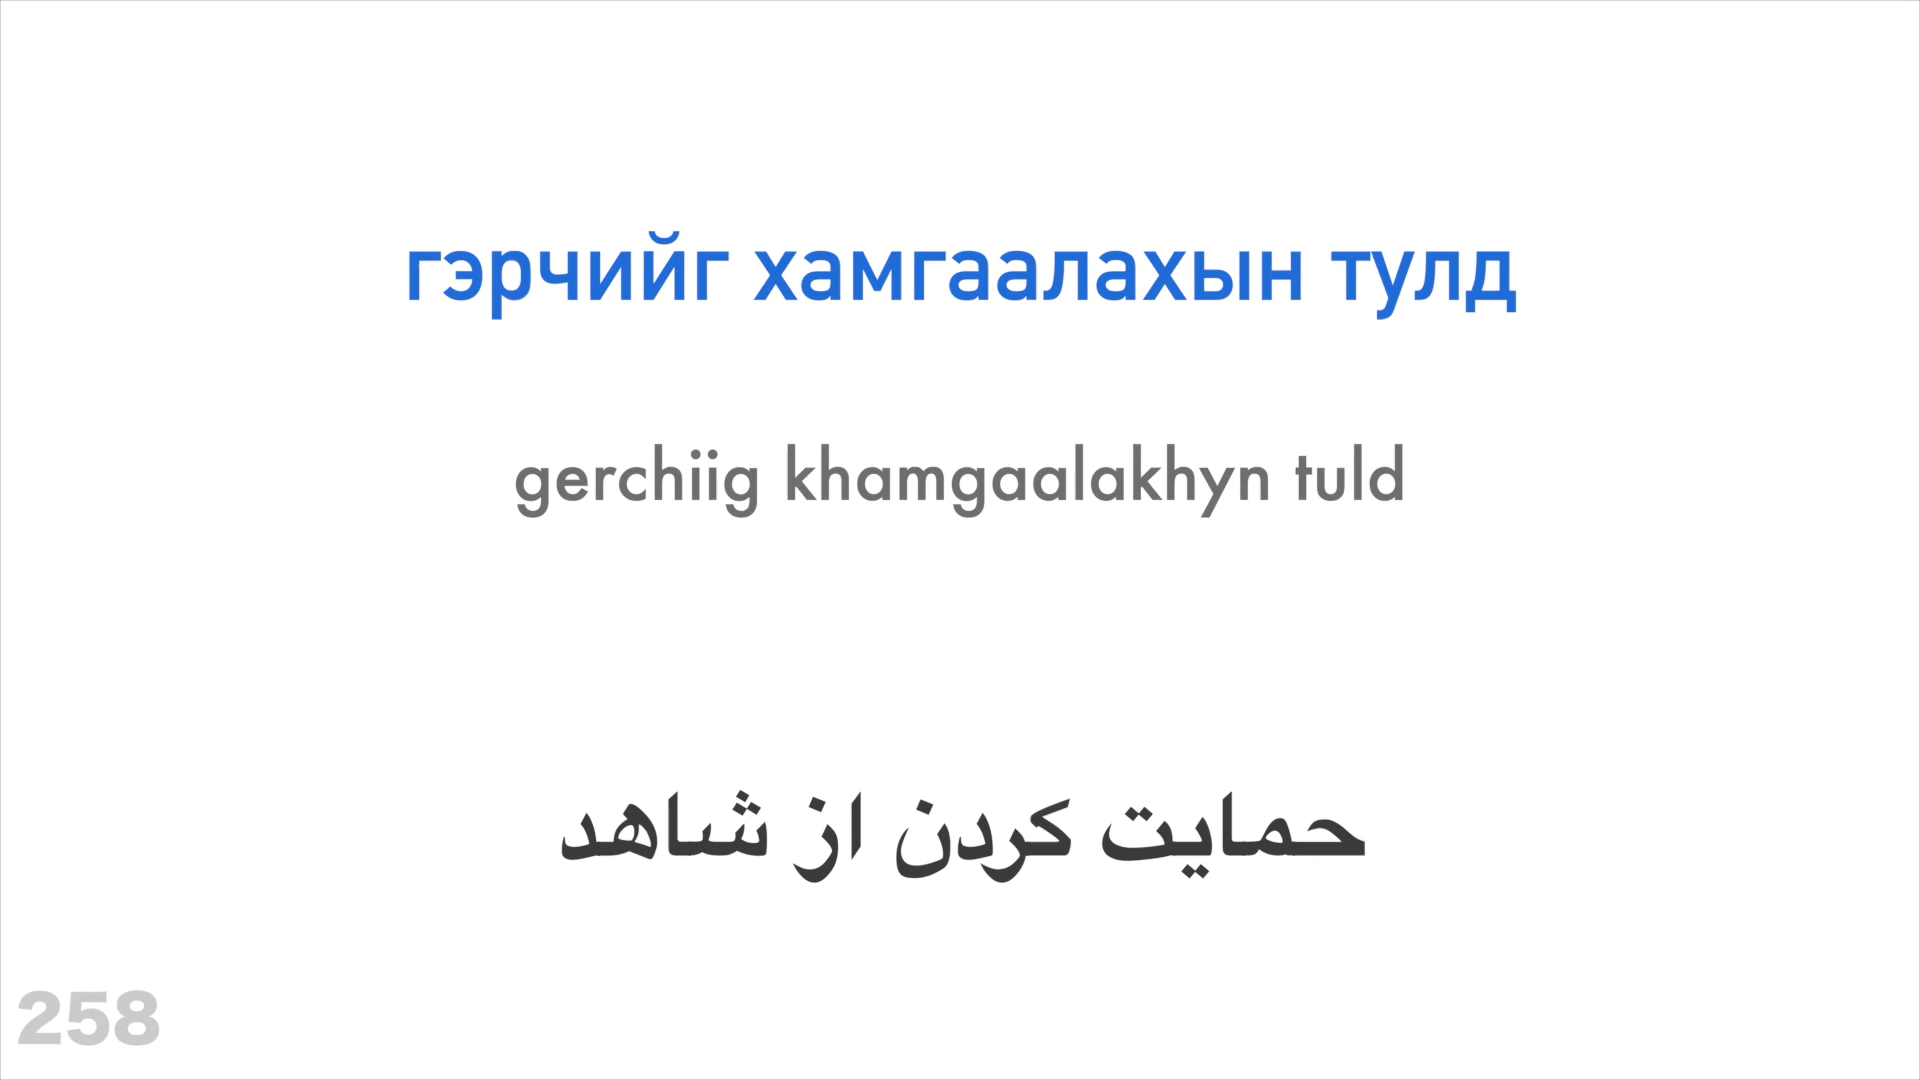 гэрчийг хамгаалахын тулд
gerchiig khamgaalakhyn tuld
حمایت کردن از شاهد
258